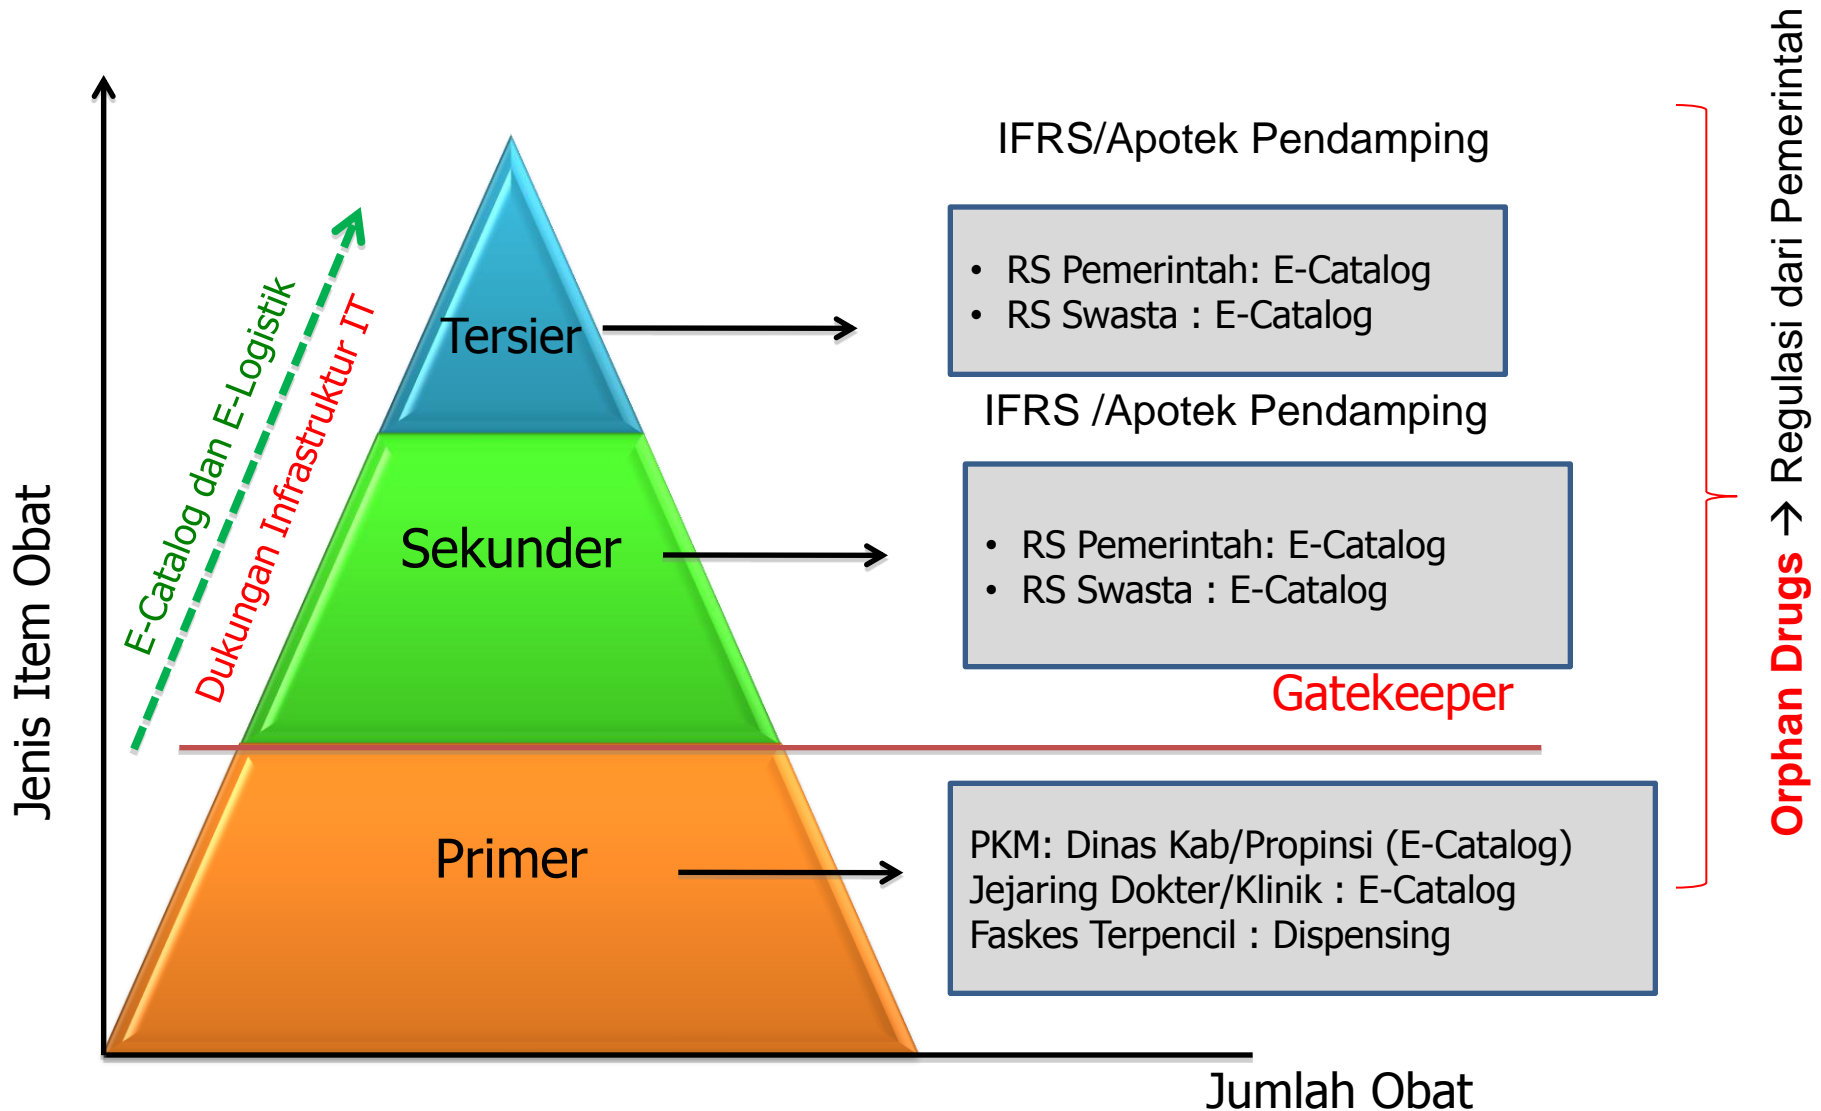 Jenis Item Obat
E-Catalog dan E-Logistik
Dukungan Infrastruktur IT
Tersier
Sekunder
Primer
IFRS/Apotek Pendamping
• RS Pemerintah: E-Catalog
• RS Swasta : E-Catalog
IFRS /Apotek Pendamping
• RS Pemerintah: E-Catalog
• RS Swasta : E-Catalog
Gatekeeper
PKM: Dinas Kab/Propinsi (E-Catalog)
Jejaring Dokter/Klinik : E-Catalog
Faskes Terpencil : Dispensing
Jumlah Obat
Orphan Drugs → Regulasi dari Pemerintah